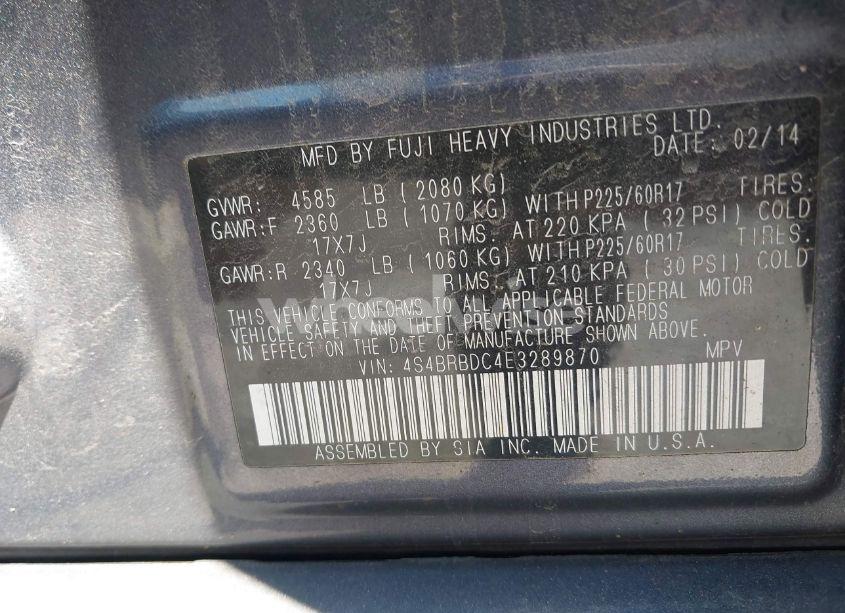 MFD BY FUJI HEAVY INDUSTRIES LTD.
DATE: 02/14
GVWR: 4585 LB ( 2080 KG)
GAWR:F 2360 LB ( 1070 KG) WITH P225/60R17 TIRES.
17X7J RIMS. AT 220 KPA ( 32 PSI) COLD
GAWR:R 2340 LB ( 1060 KG) WITH P225/60R17 TIRES.
17X7J RIMS. AT 210 KPA ( 30 PSI) COLD
THIS VEHICLE CONFORMS TO ALL APPLICABLE FEDERAL MOTOR
VEHICLE SAFETY AND THEFT PREVENTION STANDARDS
IN EFFECT ON THE DATE OF MANUFACTURE SHOWN ABOVE.
VIN: 4S4BRBDC4E3289870 MPV
ASSEMBLED BY SIA INC. MADE IN U.S.A.
wheelwise